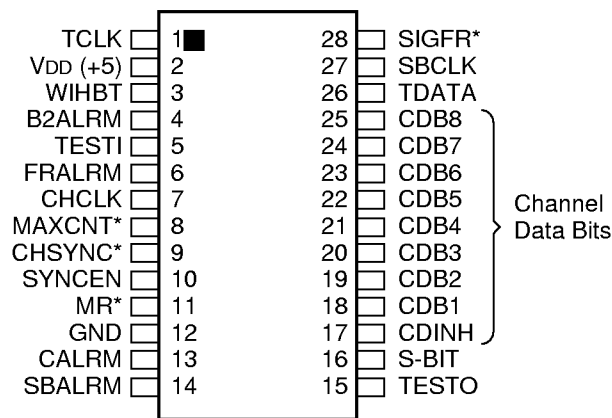 TCLK 1 28 SIGFR*
VDD (+5) 2 27 SBCLK
WIHBT 3 26 TDATA
B2ALRM 4 25 CDB8
TESTI 5 24 CDB7
FRALRM 6 23 CDB6
CHCLK 7 22 CDB5
MAXCNT* 8 21 CDB4
CHSYNC* 9 20 CDB3
SYNCEN 10 19 CDB2
MR* 11 18 CDB1
GND 12 17 CDINH
CALRM 13 16 S-BIT
SBALRM 14 15 TESTO
Channel
Data Bits